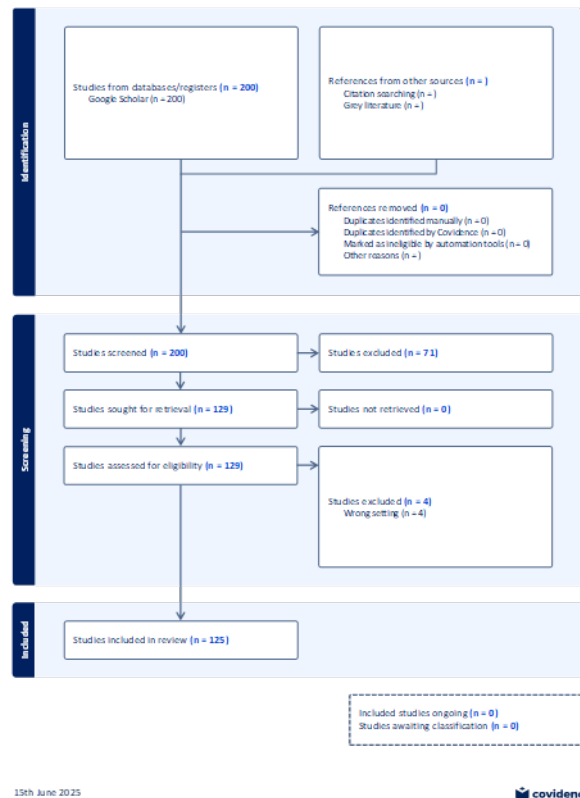 Identification
Studies from databases/registers (n = 200)
Google Scholar (n = 200)
References from other sources (n = )
Citation searching (n = )
Grey literature (n = )
References removed (n = 0)
Duplicates identified manually (n = 0)
Duplicates identified by Covidence (n = 0)
Marked as ineligible by automation tools (n = 0)
Other reasons (n = )
Screening
Studies screened (n = 200)
Studies excluded (n = 71)
Studies sought for retrieval (n = 129)
Studies not retrieved (n = 0)
Studies assessed for eligibility (n = 129)
Studies excluded (n = 4)
Wrong setting (n = 4)
Included
Studies included in review (n = 125)
Included studies ongoing (n = 0)
Studies awaiting classification (n = 0)
15th June 2025
covidenc